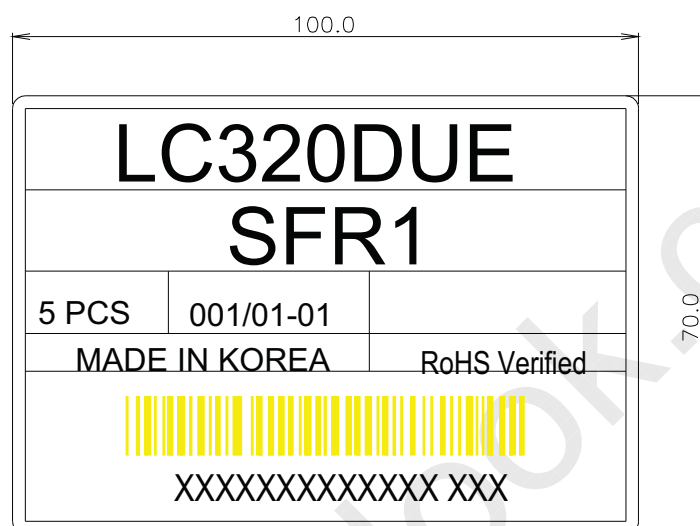 100.0
LC320DUE
SFR1
70.0
5 PCS 001/01-01
MADE IN KOREA RoHS Verified
XXXXXXXXXXXXX XXX